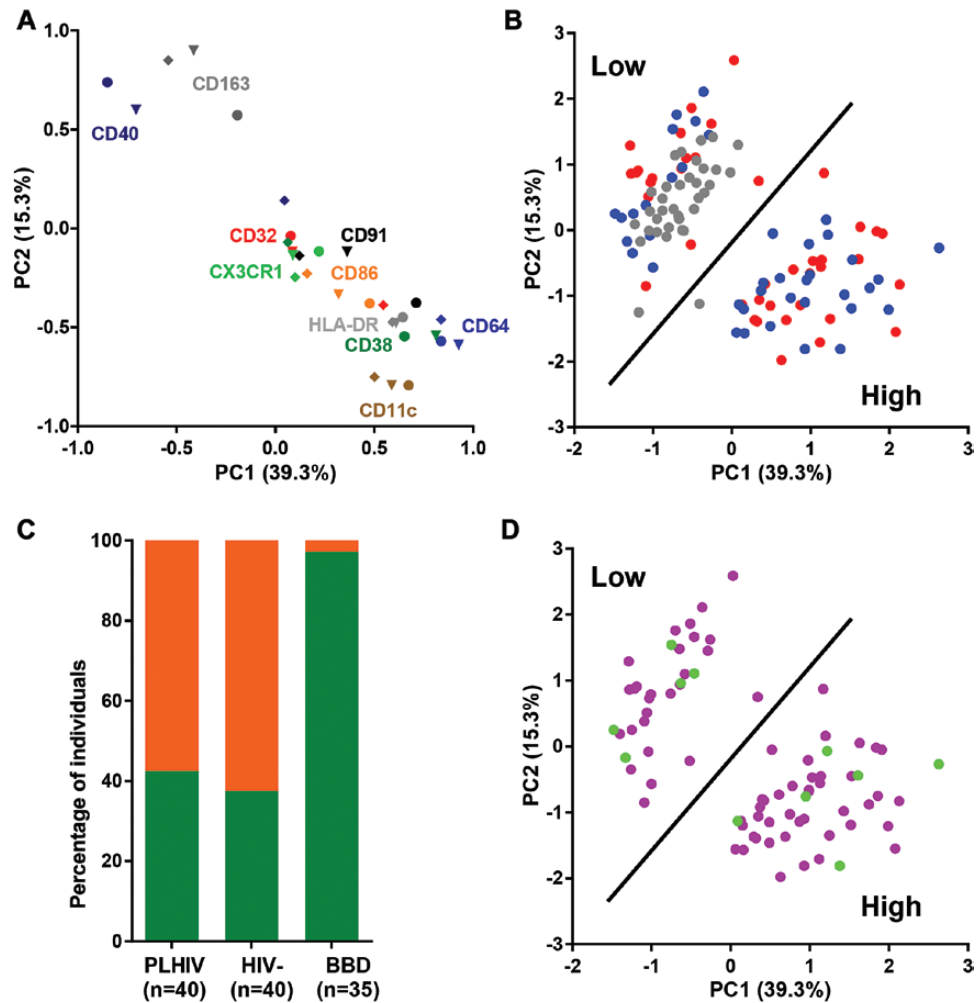 A
1.0
0.5
0.0
-0.5
-1.0
-1.0
-0.5
0.0
0.5
1.0
PC2 (15.3%)
PC1 (39.3%)
CD163
CD40
CD32
CD91
CX3CR1
CD86
HLA-DR
CD64
CD38
CD11c
B
3
2
1
0
-1
-2
-3
-2
-1
0
1
2
3
PC2 (15.3%)
PC1 (39.3%)
Low
High
C
100
80
60
40
20
0
Percentage of individuals
PLHIV HIV- BBD
(n=40) (n=40) (n=35)
D
3
2
1
0
-1
-2
-3
-2
-1
0
1
2
3
PC2 (15.3%)
PC1 (39.3%)
Low
High